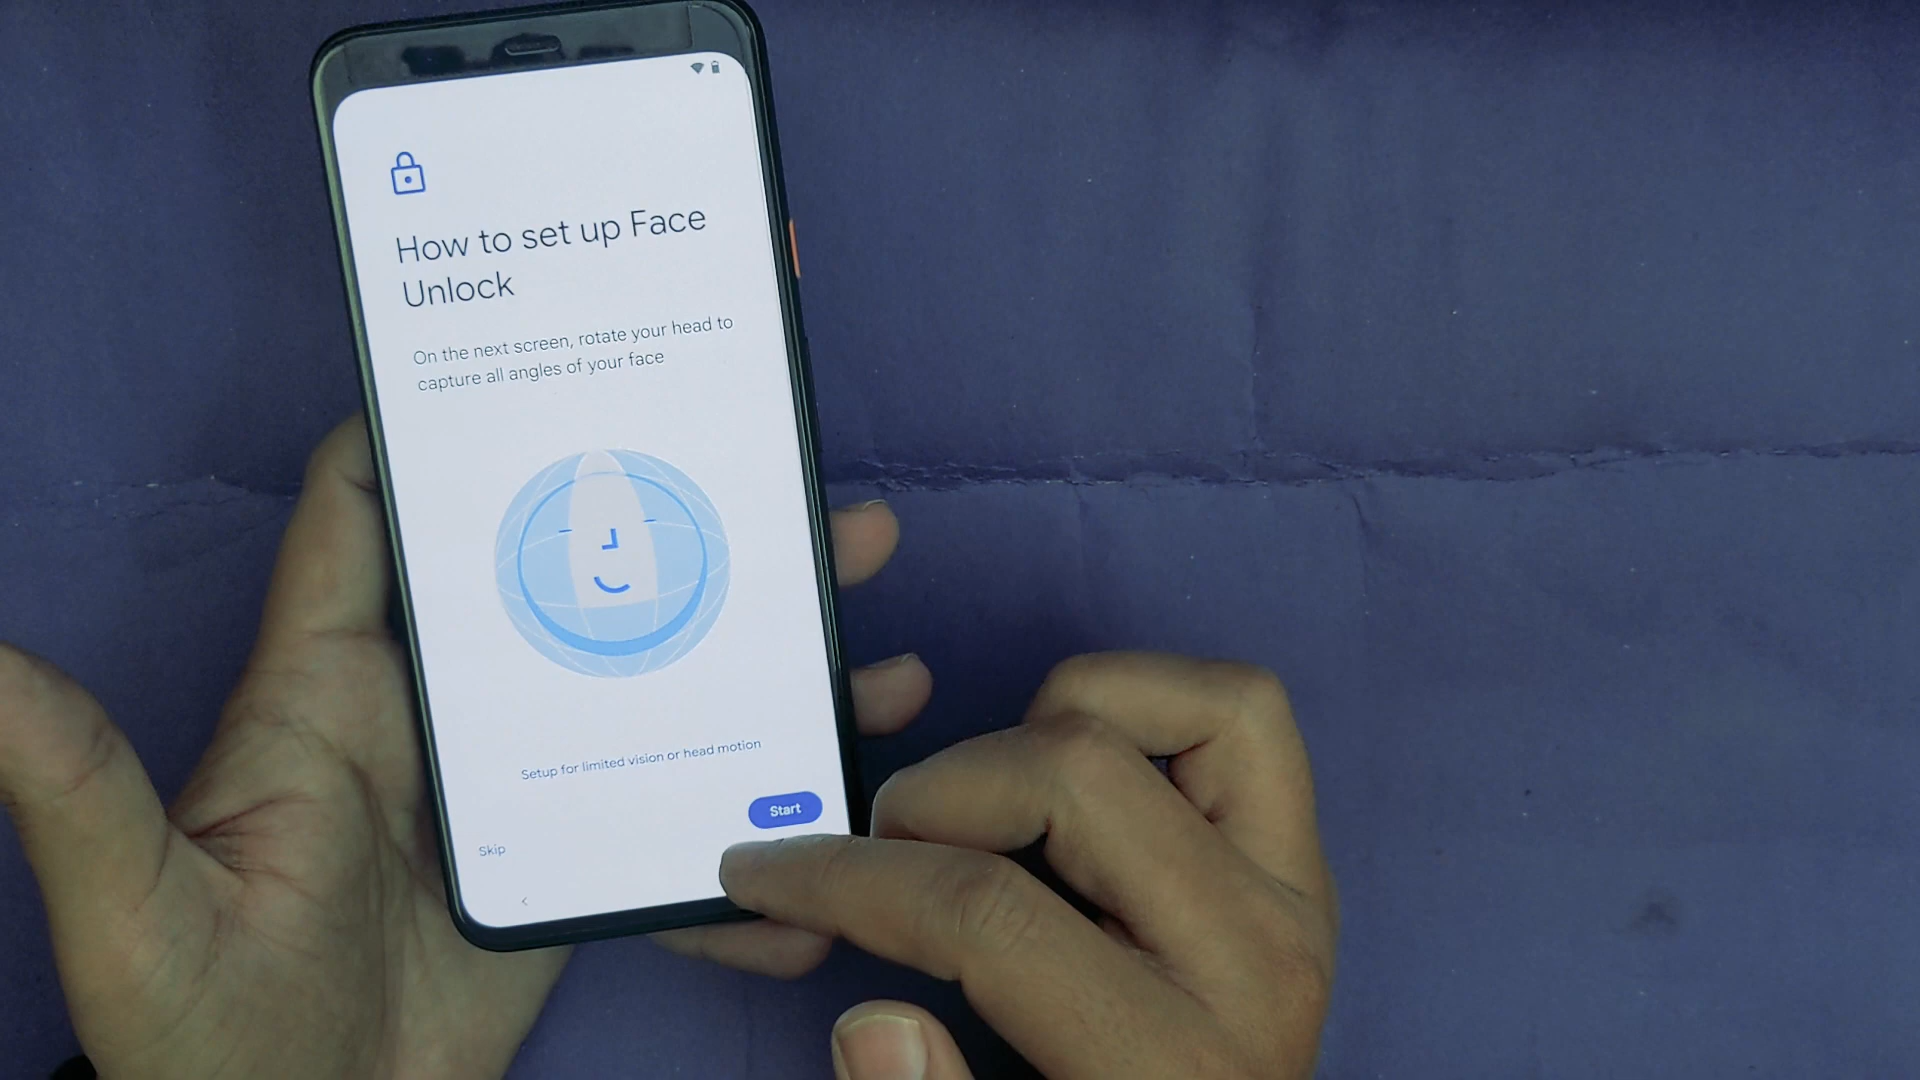 How to set up Face
Unlock
On the next screen, rotate your head to
capture all angles of your face
Setup for limited vision or head motion
Start
Skip